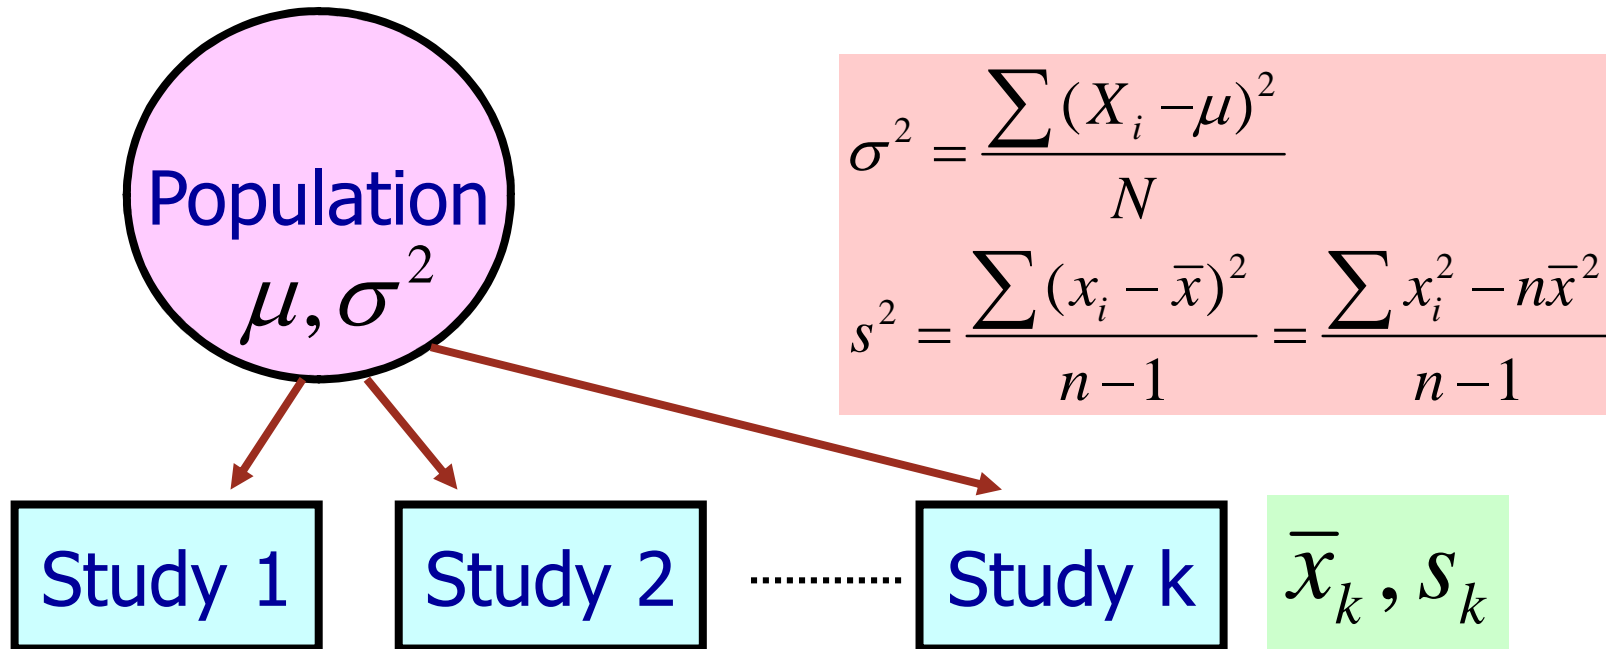 Population
μ, σ²
σ² = ∑(Xᵢ − μ)² / N
s² = ∑(xᵢ − x̄)² / (n − 1) = (∑xᵢ² − nx̄²) / (n − 1)
Study 1
Study 2
Study k
x̄ₖ, sₖ